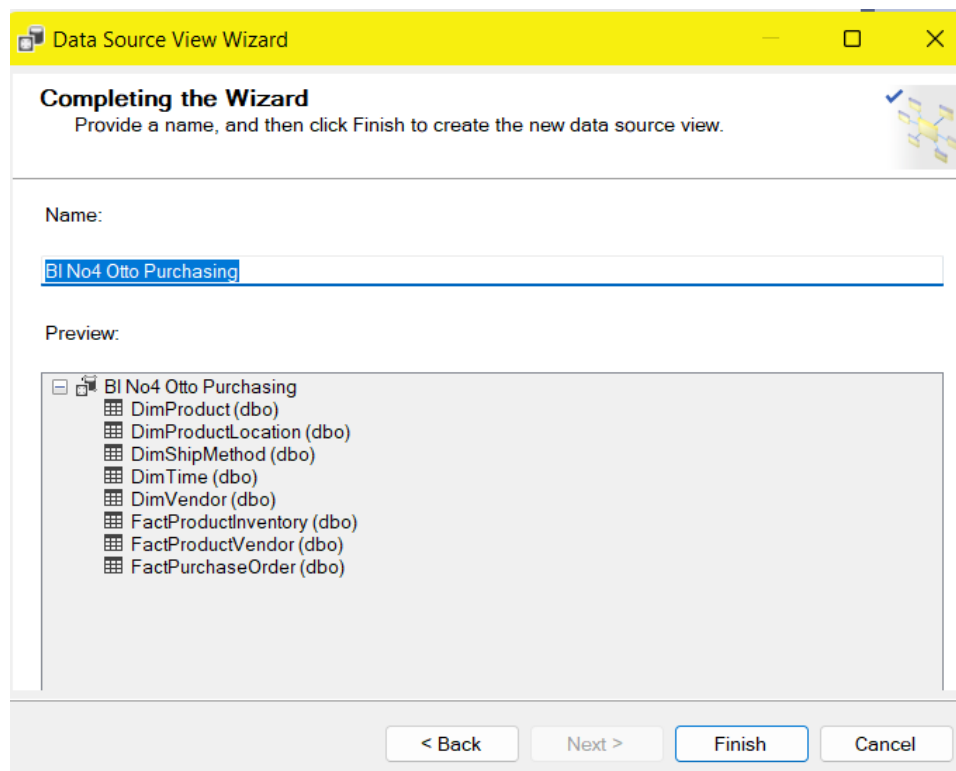 Data Source View Wizard
Completing the Wizard
Provide a name, and then click Finish to create the new data source view.
Name:
BI No4 Otto Purchasing
Preview:
BI No4 Otto Purchasing
DimProduct (dbo)
DimProductLocation (dbo)
DimShipMethod (dbo)
DimTime (dbo)
DimVendor (dbo)
FactProductInventory (dbo)
FactProductVendor (dbo)
FactPurchaseOrder (dbo)
< Back Next > Finish Cancel